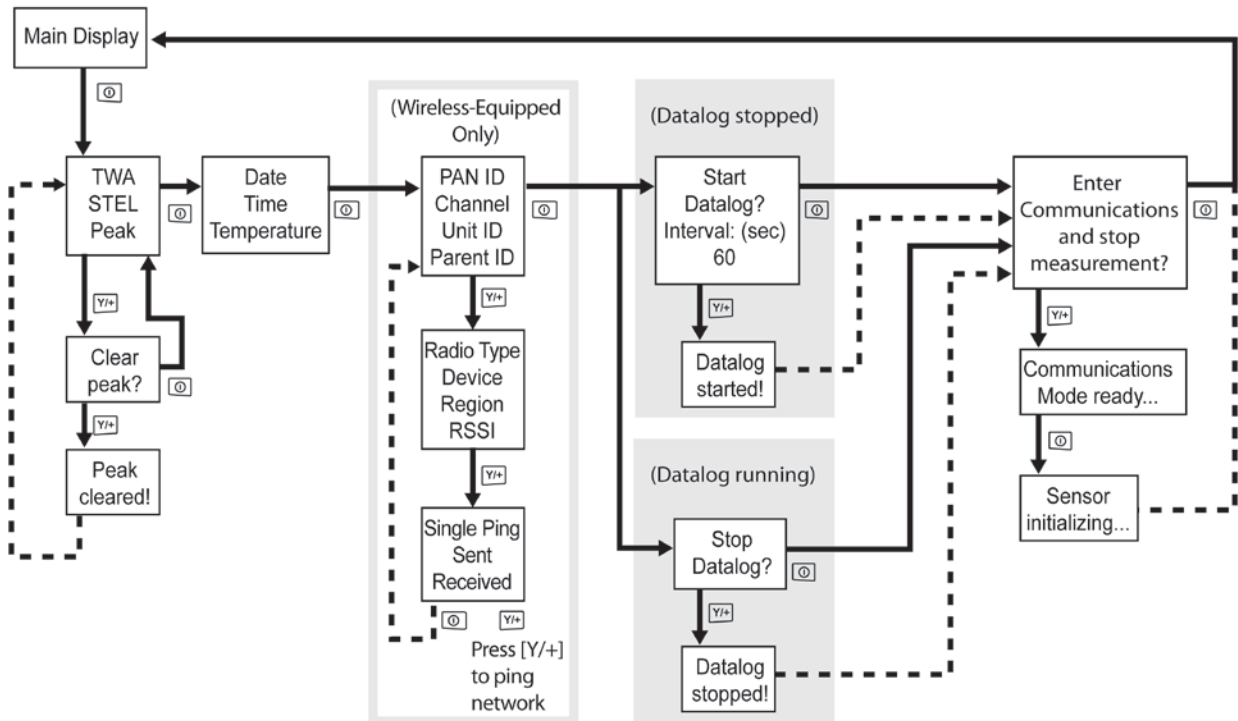 Main Display
TWA
STEL
Peak
Y/+
Clear
peak?
Y/+
Peak
cleared!
Date
Time
Temperature
(Wireless-Equipped
Only)
PAN ID
Channel
Unit ID
Parent ID
Y/+
Radio Type
Device
Region
RSSI
Y/+
Single Ping
Sent
Received
Y/+
Press [Y/+]
to ping
network
(Datalog stopped)
Start
Datalog?
Interval: (sec)
60
Y/+
Datalog
started!
(Datalog running)
Stop
Datalog?
Y/+
Datalog
stopped!
Enter
Communications
and stop
measurement?
Y/+
Communications
Mode ready...
Sensor
initializing...